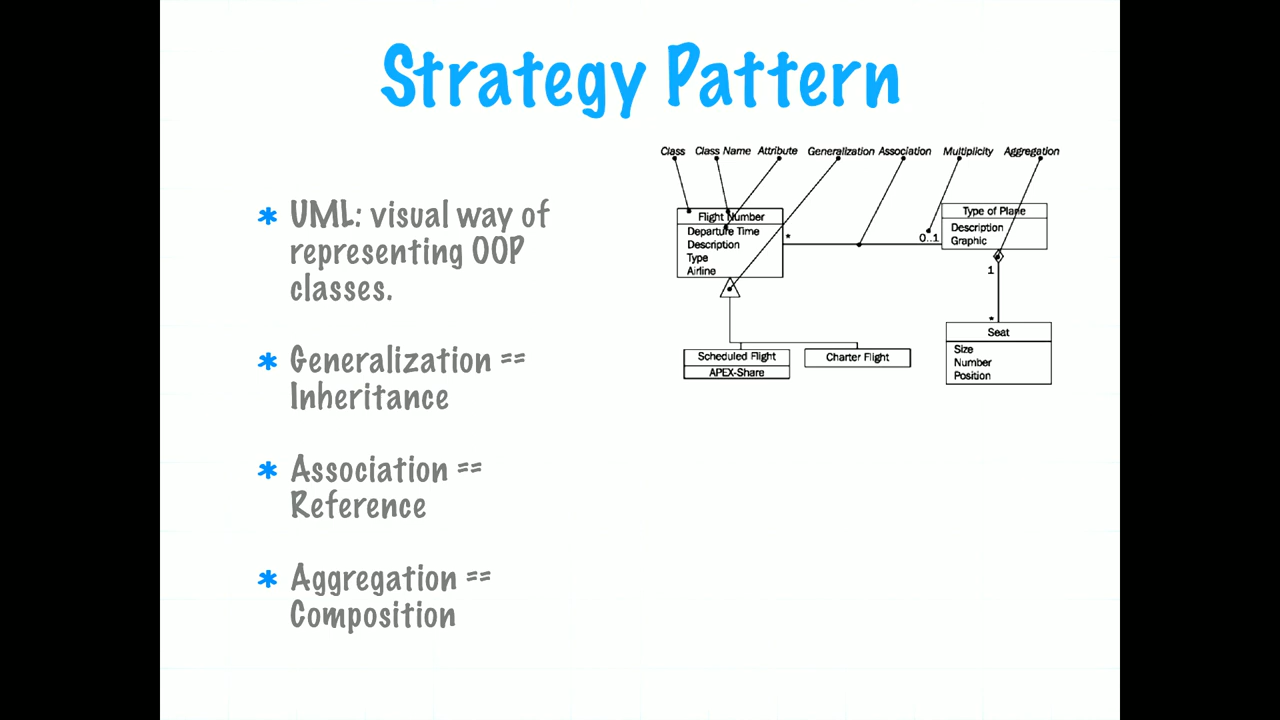 Strategy Pattern
* UML: visual way of
representing OOP
classes.
* Generalization ==
Inheritance
* Association ==
Reference
* Aggregation ==
Composition
Class Class Name Attribute Generalization Association Multiplicity Aggregation
Flight Number
Departure Time
Description
Type
Airline
*
0..1
Type of Plane
Description
Graphic
1
*
Scheduled Flight
APEX-Share
Charter Flight
Seat
Size
Number
Position